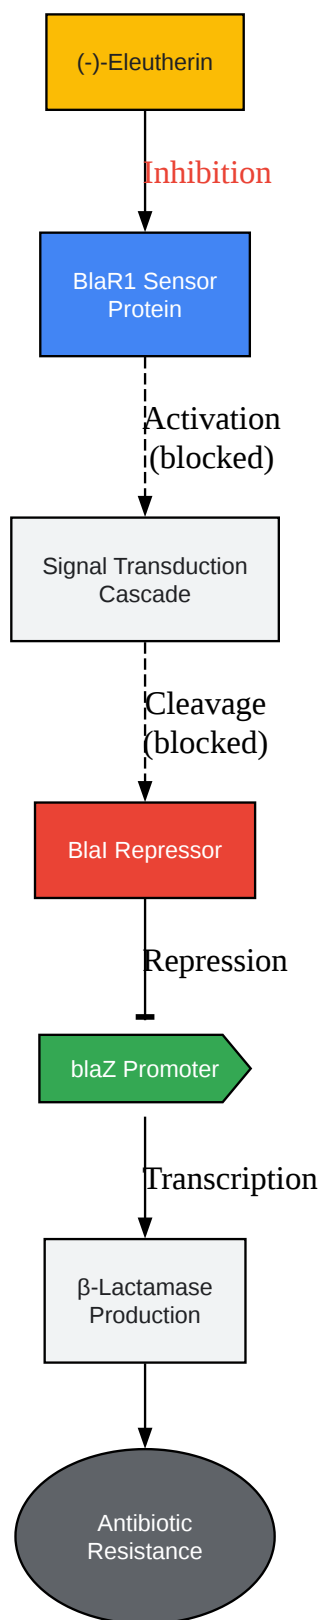 (-)-Eleutherin
Inhibition
BlaR1 Sensor
Protein
Activation
(blocked)
Signal Transduction
Cascade
Cleavage
(blocked)
BlaI Repressor
Repression
blaZ Promoter
Transcription
β-Lactamase
Production
Antibiotic
Resistance